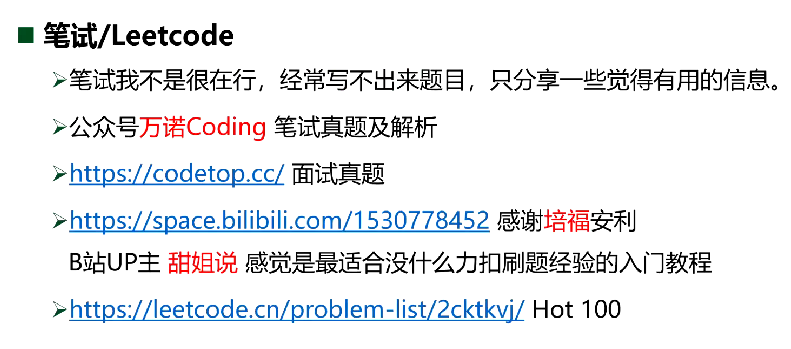 笔试/Leetcode
笔试我不是很在行，经常写不出来题目，只分享一些觉得有用的信息。
公众号万诺Coding 笔试真题及解析
https://codetop.cc/ 面试真题
https://space.bilibili.com/1530778452 感谢培福安利
B站UP主 甜姐说 感觉是最适合没什么力扣刷题经验的入门教程
https://leetcode.cn/problem-list/2cktkvj/ Hot 100